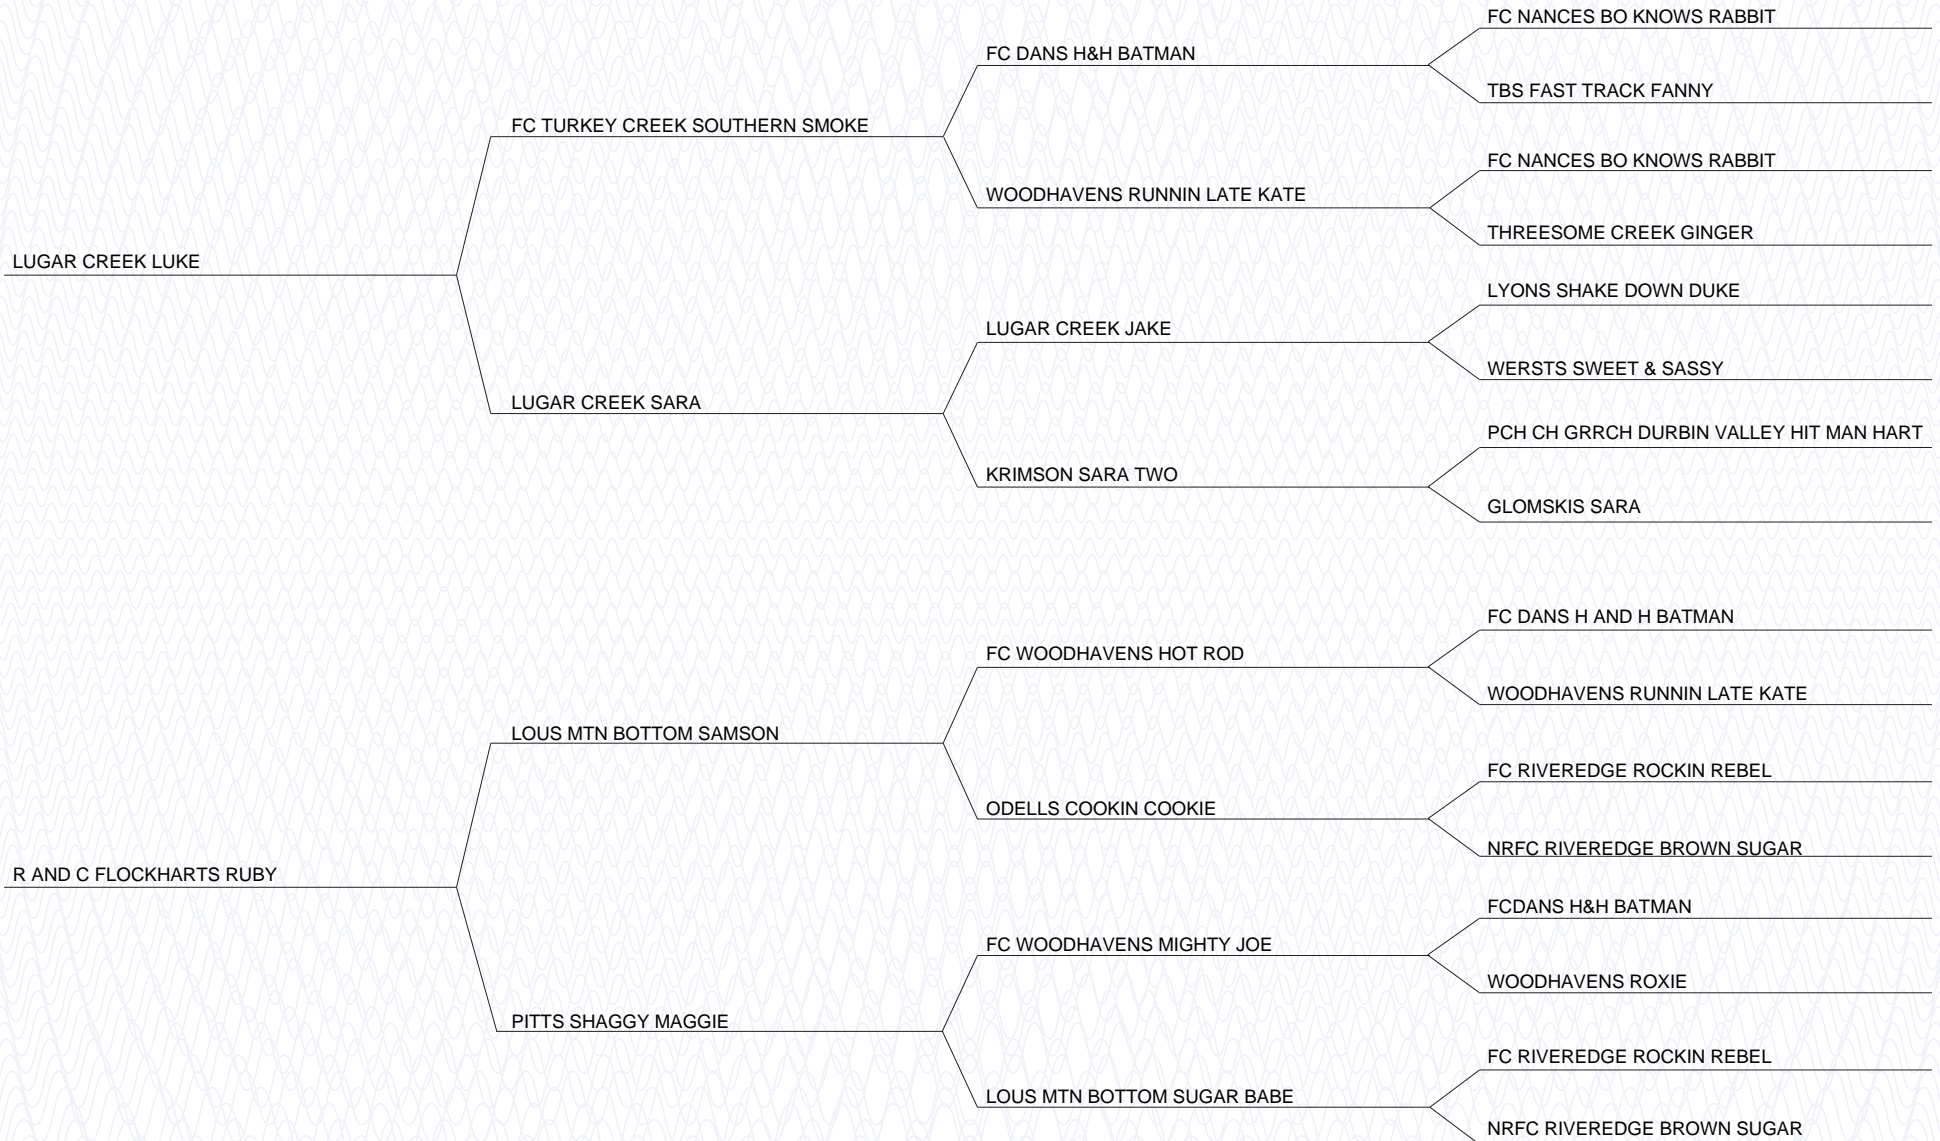 FC NANCES BO KNOWS RABBIT
FC DANS H&H BATMAN
TBS FAST TRACK FANNY
FC TURKEY CREEK SOUTHERN SMOKE
FC NANCES BO KNOWS RABBIT
WOODHAVENS RUNNIN LATE KATE
THREESOME CREEK GINGER
LUGAR CREEK LUKE
LYONS SHAKE DOWN DUKE
LUGAR CREEK JAKE
WERSTS SWEET & SASSY
LUGAR CREEK SARA
PCH CH GRRCH DURBIN VALLEY HIT MAN HART
KRIMSON SARA TWO
GLOMSKIS SARA
FC DANS H AND H BATMAN
FC WOODHAVENS HOT ROD
WOODHAVENS RUNNIN LATE KATE
LOUS MTN BOTTOM SAMSON
FC RIVEREDGE ROCKIN REBEL
ODELLS COOKIN COOKIE
NRFC RIVEREDGE BROWN SUGAR
R AND C FLOCKHARTS RUBY
FCDANS H&H BATMAN
FC WOODHAVENS MIGHTY JOE
WOODHAVENS ROXIE
PITTS SHAGGY MAGGIE
FC RIVEREDGE ROCKIN REBEL
LOUS MTN BOTTOM SUGAR BABE
NRFC RIVEREDGE BROWN SUGAR